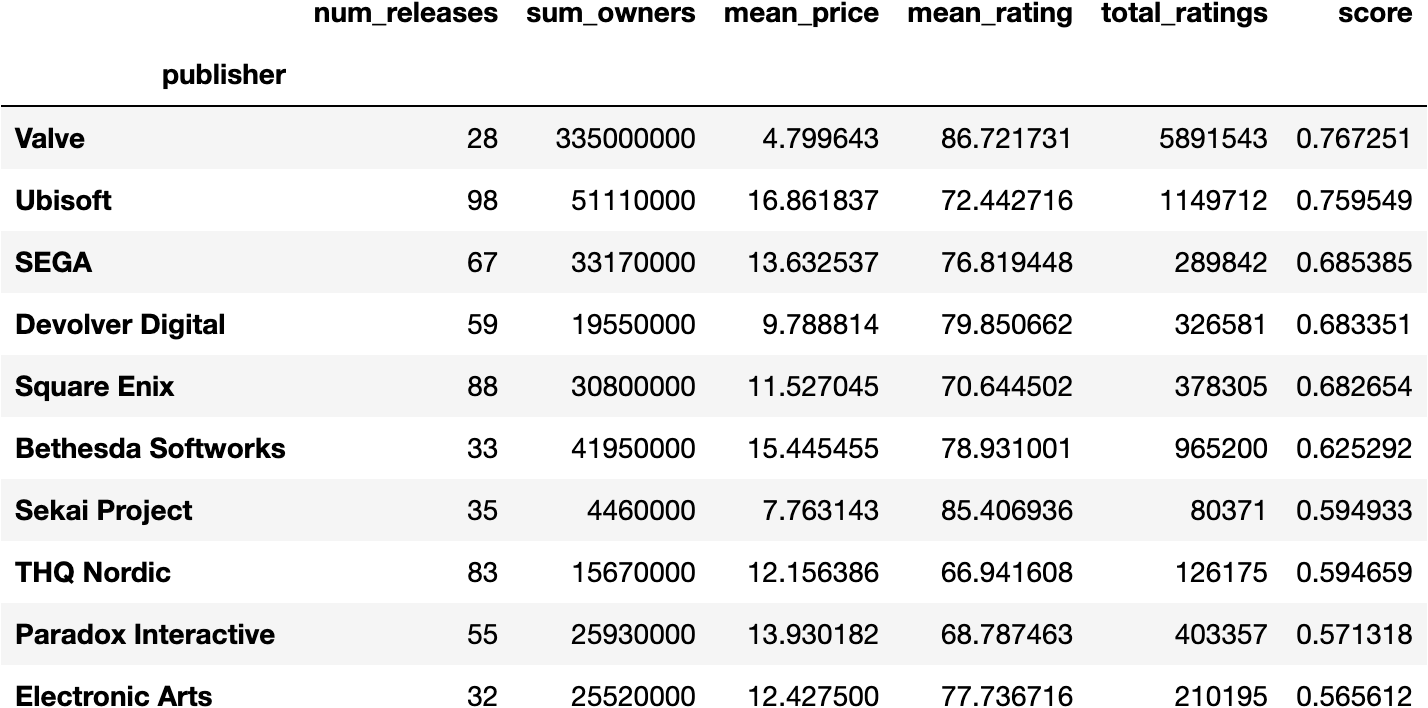 num_releases sum_owners mean_price mean_rating total_ratings score
publisher
Valve 28 335000000 4.799643 86.721731 5891543 0.767251
Ubisoft 98 51110000 16.861837 72.442716 1149712 0.759549
SEGA 67 33170000 13.632537 76.819448 289842 0.685385
Devolver Digital 59 19550000 9.788814 79.850662 326581 0.683351
Square Enix 88 30800000 11.527045 70.644502 378305 0.682654
Bethesda Softworks 33 41950000 15.445455 78.931001 965200 0.625292
Sekai Project 35 4460000 7.763143 85.406936 80371 0.594933
THQ Nordic 83 15670000 12.156386 66.941608 126175 0.594659
Paradox Interactive 55 25930000 13.930182 68.787463 403357 0.571318
Electronic Arts 32 25520000 12.427500 77.736716 210195 0.565612